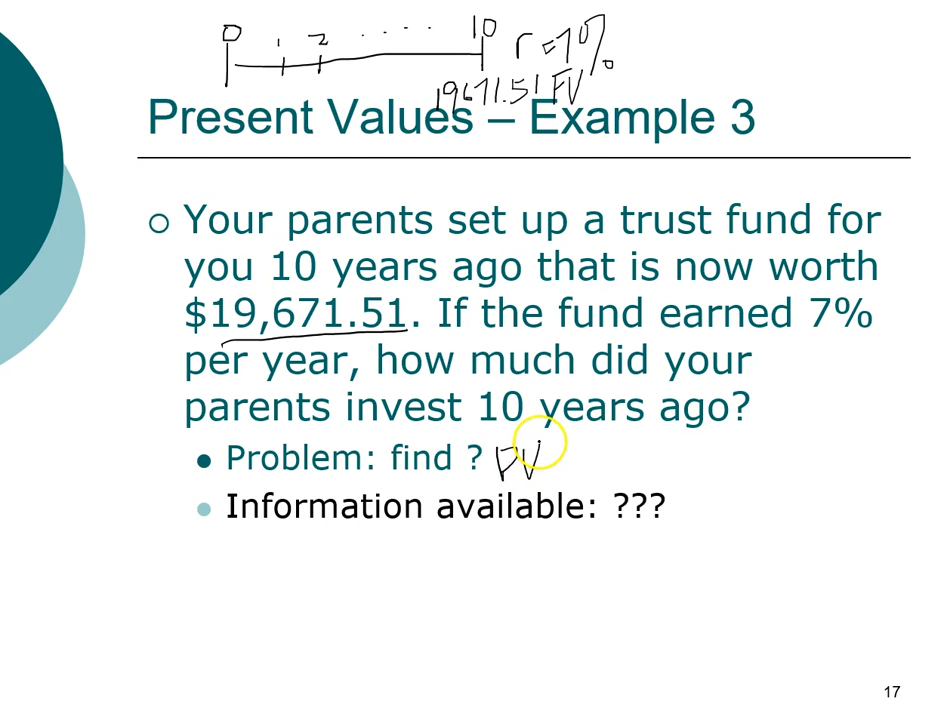 0 1 2 . . . . . 10 r = 7%
19671.51 FV
Present Values – Example 3
Your parents set up a trust fund for
you 10 years ago that is now worth
$19,671.51. If the fund earned 7%
per year, how much did your
parents invest 10 years ago?
Problem: find ? PV
Information available: ???
17